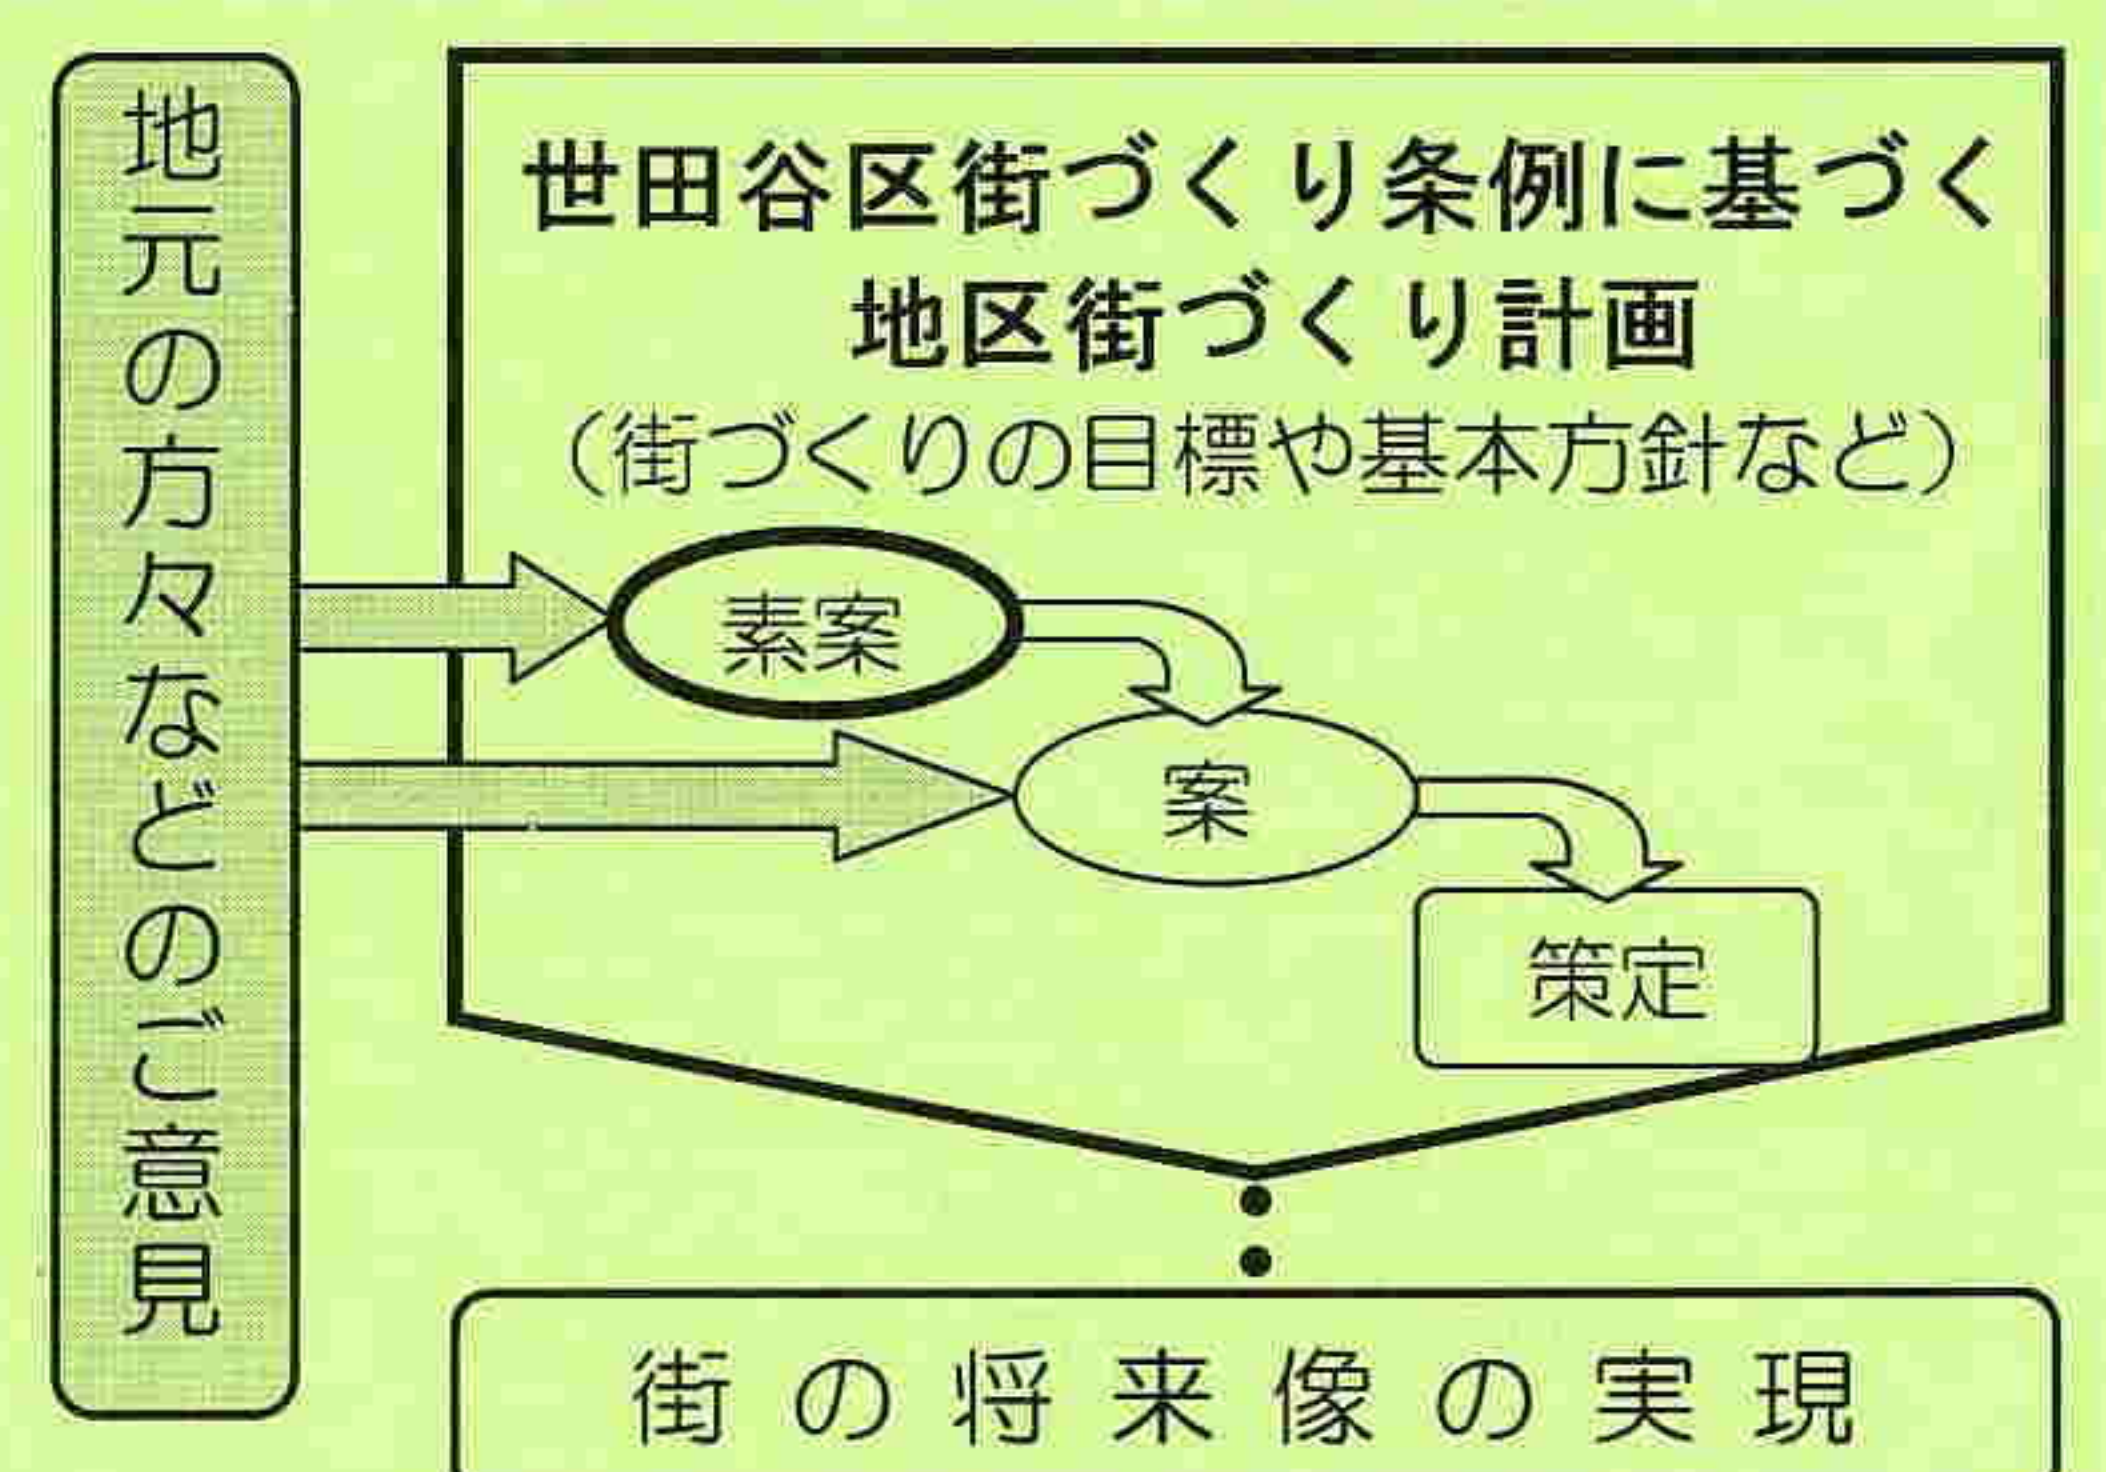 地元の方々などのご意見
世田谷区街づくり条例に基づく
地区街づくり計画
（街づくりの目標や基本方針など）
素案
案
策定
街の将来像の実現